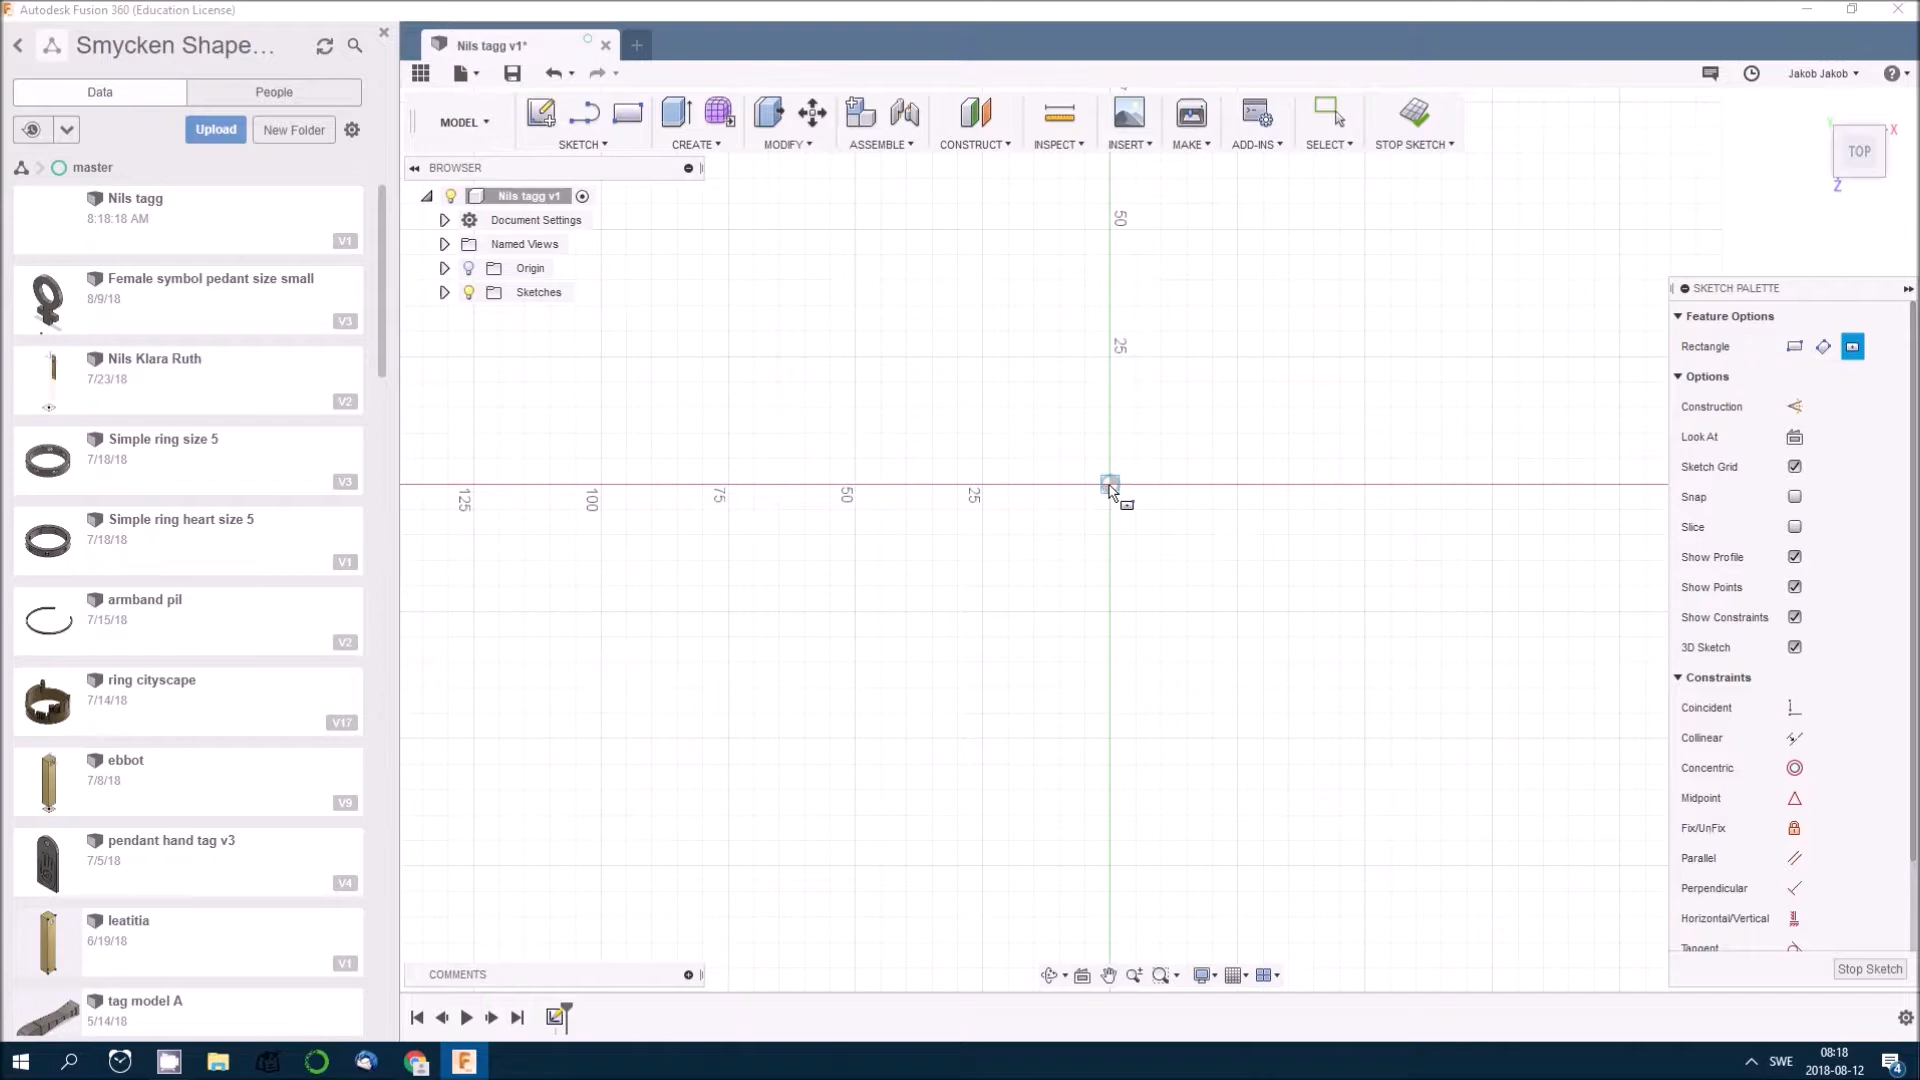 Autodesk Fusion 360 (Education License)
Smycken Shape...
Data
People
Upload
New Folder
master
Nils tagg
8:18:18 AM
V1
Female symbol pedant size small
8/9/18
V3
Nils Klara Ruth
7/23/18
V2
Simple ring size 5
7/18/18
V3
Simple ring heart size 5
7/18/18
V1
armband pil
7/15/18
V2
ring cityscape
7/14/18
V17
ebbot
7/8/18
V9
pendant hand tag v3
7/5/18
V4
leatitia
6/19/18
V1
tag model A
5/14/18
Nils tagg v1*
Jakob Jakob
MODEL
SKETCH
CREATE
MODIFY
ASSEMBLE
CONSTRUCT
INSPECT
INSERT
MAKE
ADD-INS
SELECT
STOP SKETCH
BROWSER
Nils tagg v1
Document Settings
Named Views
Origin
Sketches
TOP
X
Y
Z
50
25
125
100
75
50
25
SKETCH PALETTE
Feature Options
Rectangle
Options
Construction
Look At
Sketch Grid
Snap
Slice
Show Profile
Show Points
Show Constraints
3D Sketch
Constraints
Coincident
Collinear
Concentric
Midpoint
Fix/UnFix
Parallel
Perpendicular
Horizontal/Vertical
Tangent
Stop Sketch
COMMENTS
SWE
08:18
2018-08-12
4